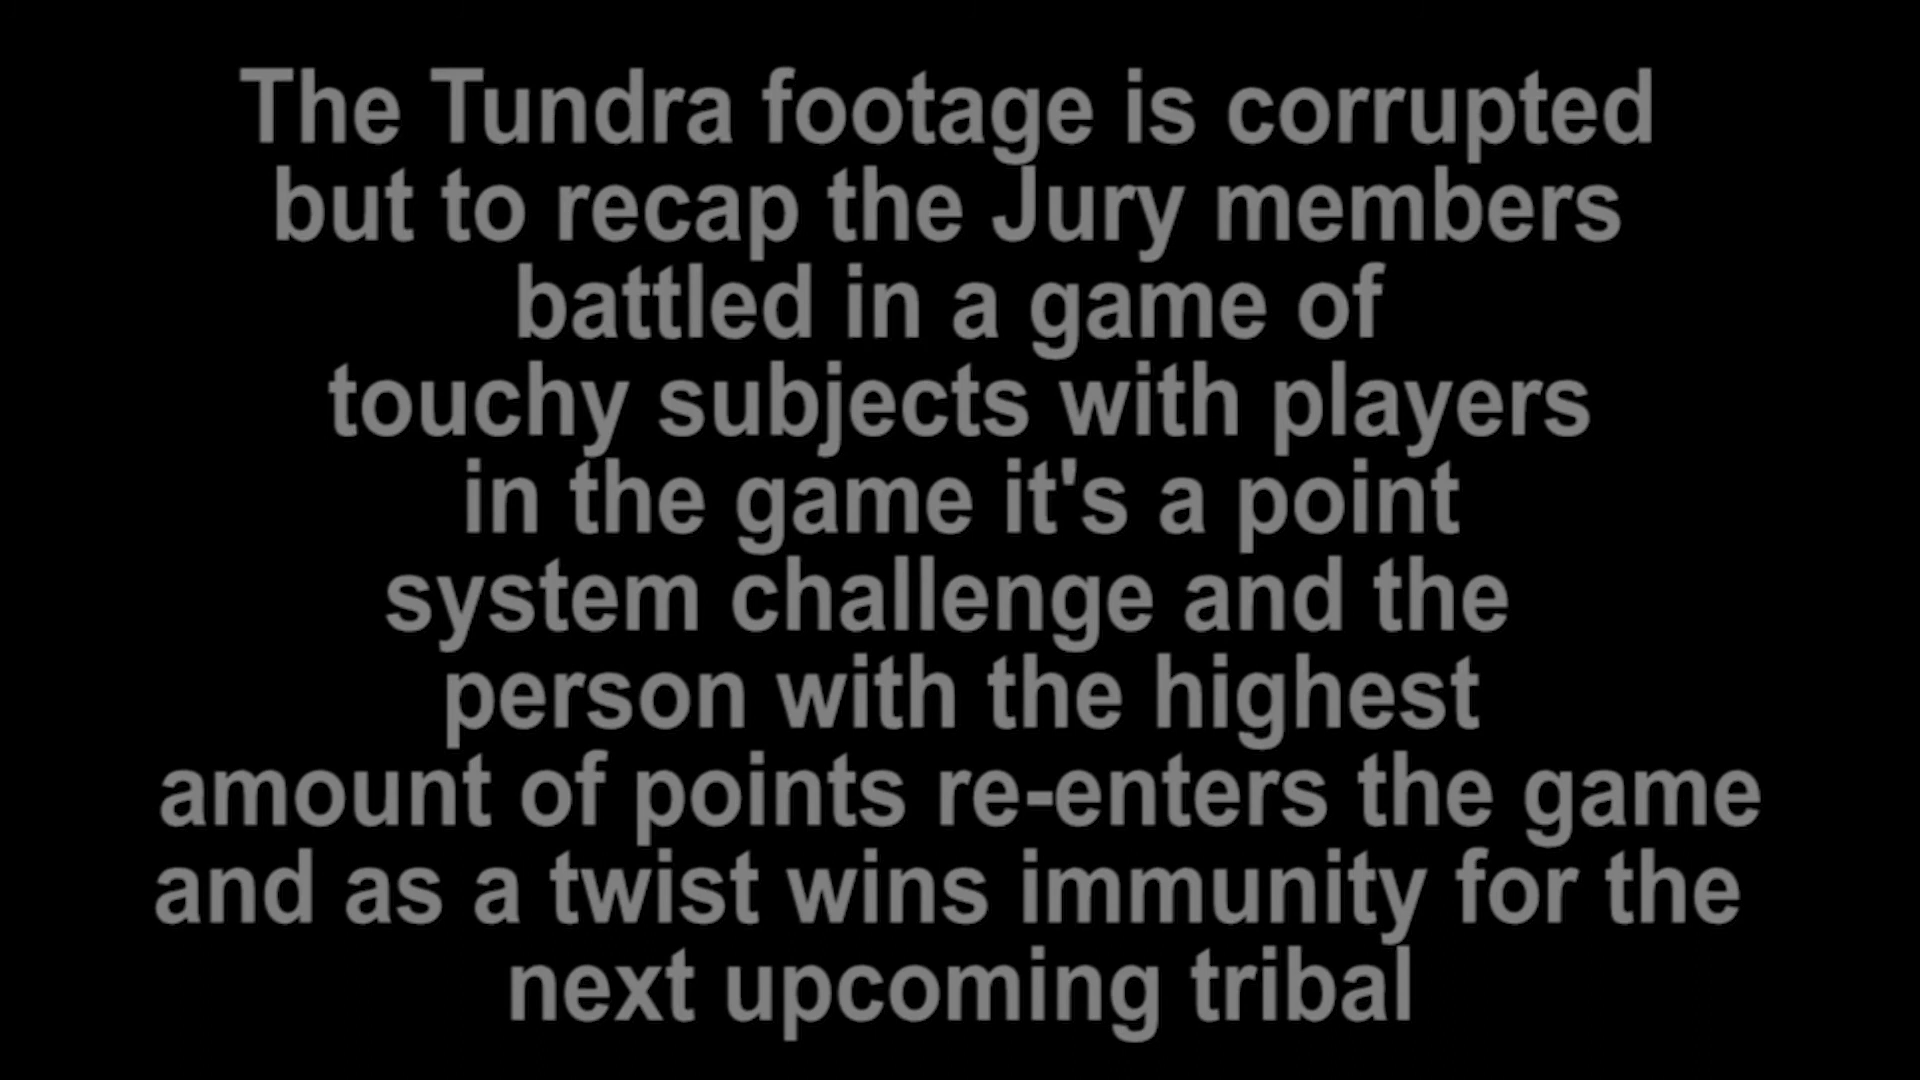 The Tundra footage is corrupted
but to recap the Jury members
battled in a game of
touchy subjects with players
in the game it's a point
system challenge and the
person with the highest
amount of points re-enters the game
and as a twist wins immunity for the
next upcoming tribal